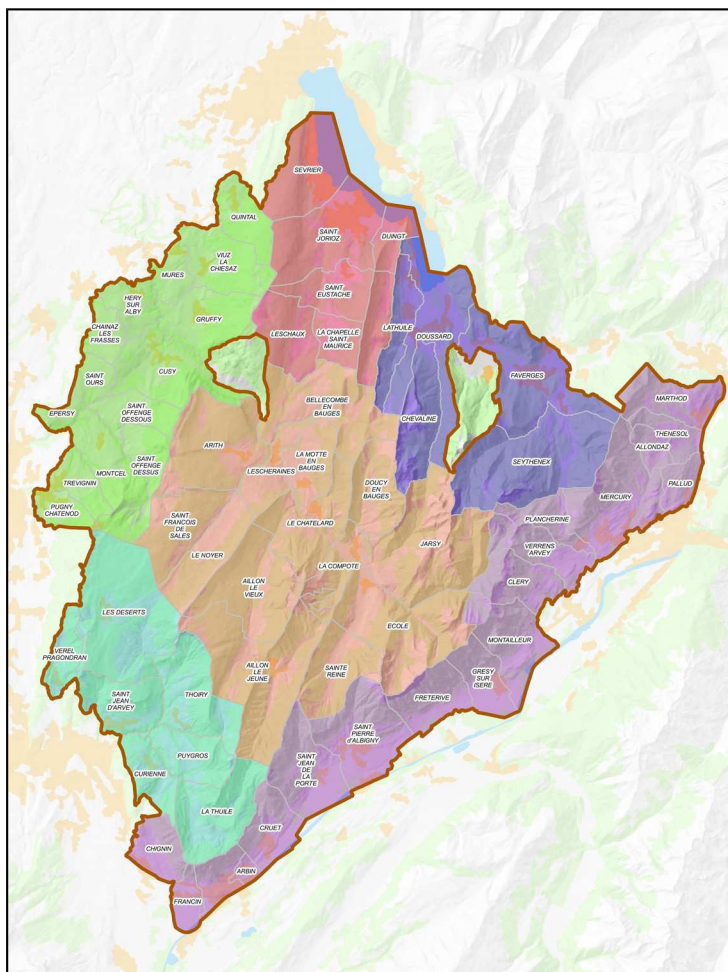 SEVRIER
QUINTAL
SAINT
JORIOZ
DUINGT
VIUZ
LA
CHIESAZ
MURES
SAINT
EUSTACHE
HERY
SUR
ALBY
GRUFFY
LATHUILE
DOUSSARD
CHAINAZ
LES
FRASSES
LESCHAUX
LA CHAPELLE
SAINT
MAURICE
CUSY
SAINT
OURS
FAVERGES
MARTHOD
BELLECOMBE
EN
BAUGES
EPERSY
SAINT
OFFENGE
DESSOUS
CHEVALINE
THENESOL
ALLONDAZ
ARITH
LA MOTTE
EN
BAUGES
LESCHERAINES
SAINT
OFFENGE
DESSUS
MONTCEL
TREVIGNIN
SEYTHENEX
DOUCY
EN
BAUGES
PALLUD
MERCURY
PUGNY
CHATENOD
SAINT
FRANCOIS
DE
SALES
LE CHATELARD
PLANCHERINE
JARSY
VERRENS
ARVEY
LE NOYER
LA COMPOTE
AILLON
LE
VIEUX
CLERY
LES DESERTS
ECOLE
MONTAILLEUR
VEREL
PRAGONDRAN
AILLON
LE
JEUNE
SAINTE
REINE
GRESY
SUR
ISERE
THOIRY
SAINT
JEAN
D'ARVEY
FRETERIVE
SAINT
PIERRE
d'ALBIGNY
PUYGROS
SAINT
JEAN
DE
LA
PORTE
CURIENNE
LA THUILE
CRUET
CHIGNIN
ARBIN
FRANCIN